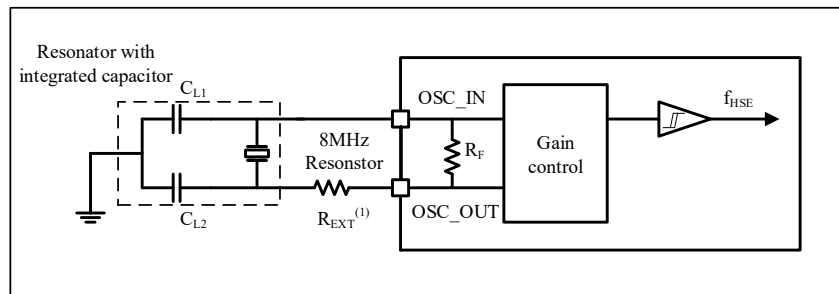 Resonator with
integrated capacitor
CL1
OSC_IN
fHSE
8MHz
Resonstor
RF
Gain
control
CL2
REXT(1)
OSC_OUT